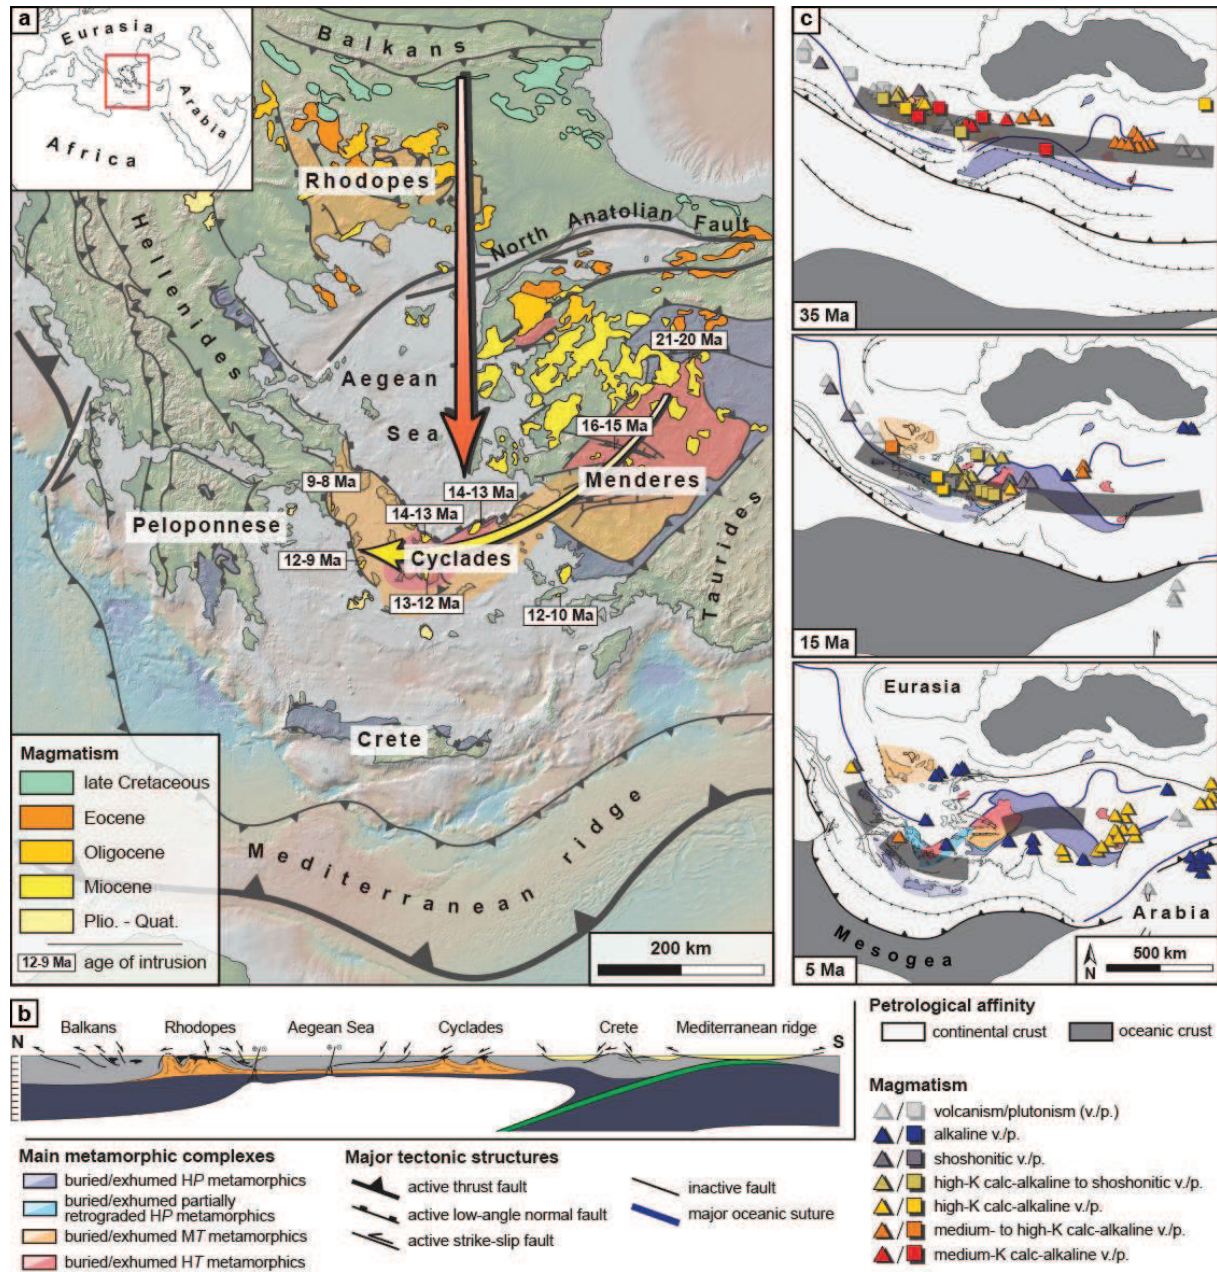 a
Eurasia
Arabia
Africa
Balkans
Rhodopes
North Anatolian Fault
Hellenides
Aegean
Sea
21-20 Ma
16-15 Ma
Menderes
9-8 Ma
14-13 Ma
14-13 Ma
Peloponnese
12-9 Ma
Cyclades
13-12 Ma
12-10 Ma
Taurides
Crete
Mediterranean ridge
Magmatism
late Cretaceous
Eocene
Oligocene
Miocene
Plio. - Quat.
12-9 Ma age of intrusion
200 km
c
35 Ma
15 Ma
Eurasia
Arabia
Mesogea
5 Ma
N
500 km
b
Balkans Rhodopes Aegean Sea Cyclades Crete Mediterranean ridge
N S
Main metamorphic complexes
buried/exhumed HP metamorphics
buried/exhumed partially
retrograded HP metamorphics
buried/exhumed MT metamorphics
buried/exhumed HT metamorphics
Major tectonic structures
active thrust fault
active low-angle normal fault
active strike-slip fault
inactive fault
major oceanic suture
Petrological affinity
continental crust
oceanic crust
Magmatism
/ volcanism/plutonism (v./p.)
/ alkaline v./p.
/ shoshonitic v./p.
/ high-K calc-alkaline to shoshonitic v./p.
/ high-K calc-alkaline v./p.
/ medium- to high-K calc-alkaline v./p.
/ medium-K calc-alkaline v./p.